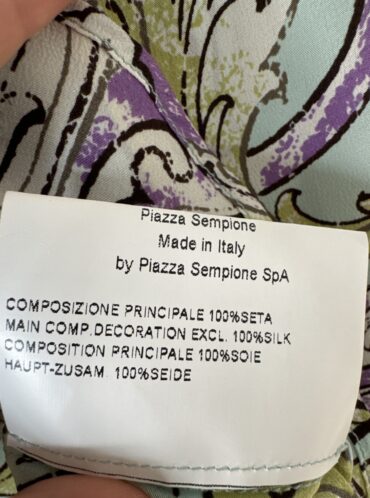 Piazza Sempione
Made in Italy
by Piazza Sempione SpA
COMPOSIZIONE PRINCIPALE 100%SETA
MAIN COMP.DECORATION EXCL. 100%SILK
COMPOSITION PRINCIPALE 100%SOIE
HAUPT-ZUSAM. 100%SEIDE